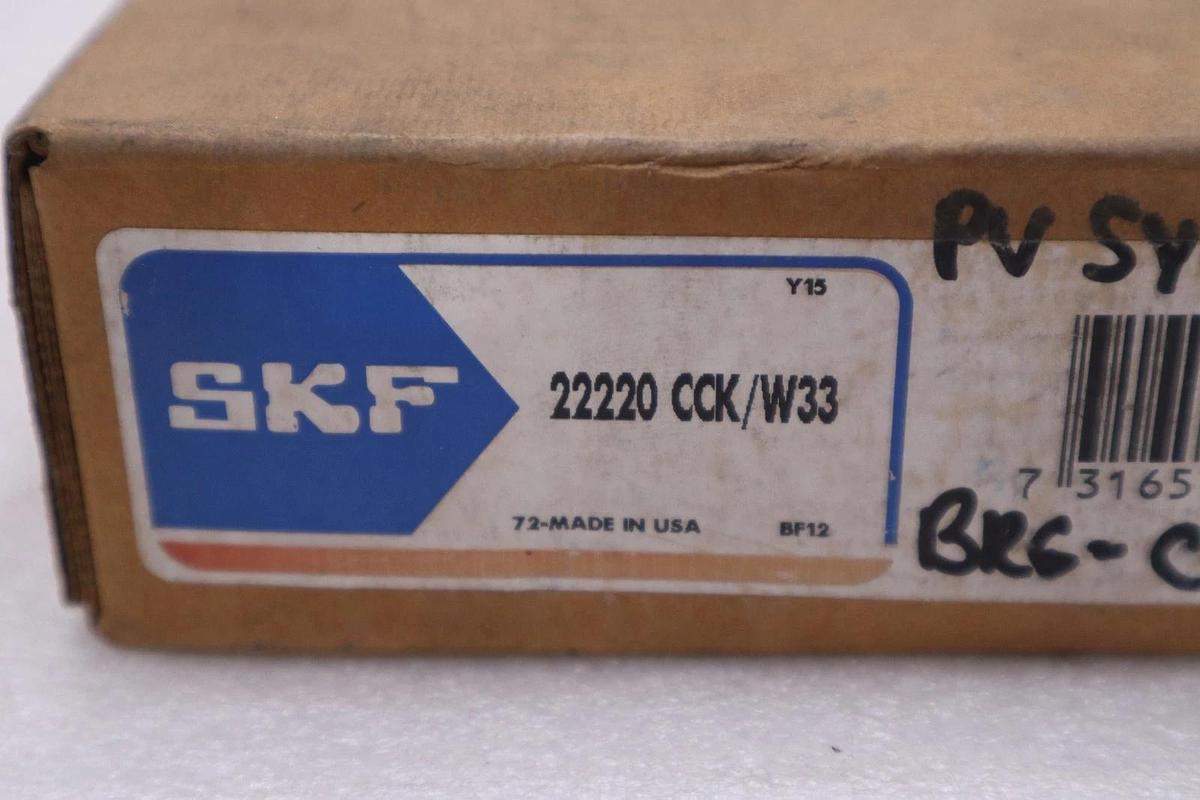 PV SY
Y15
SKF
22220 CCK/W33
7 3165
72-MADE IN USA
BF12
BRG-C